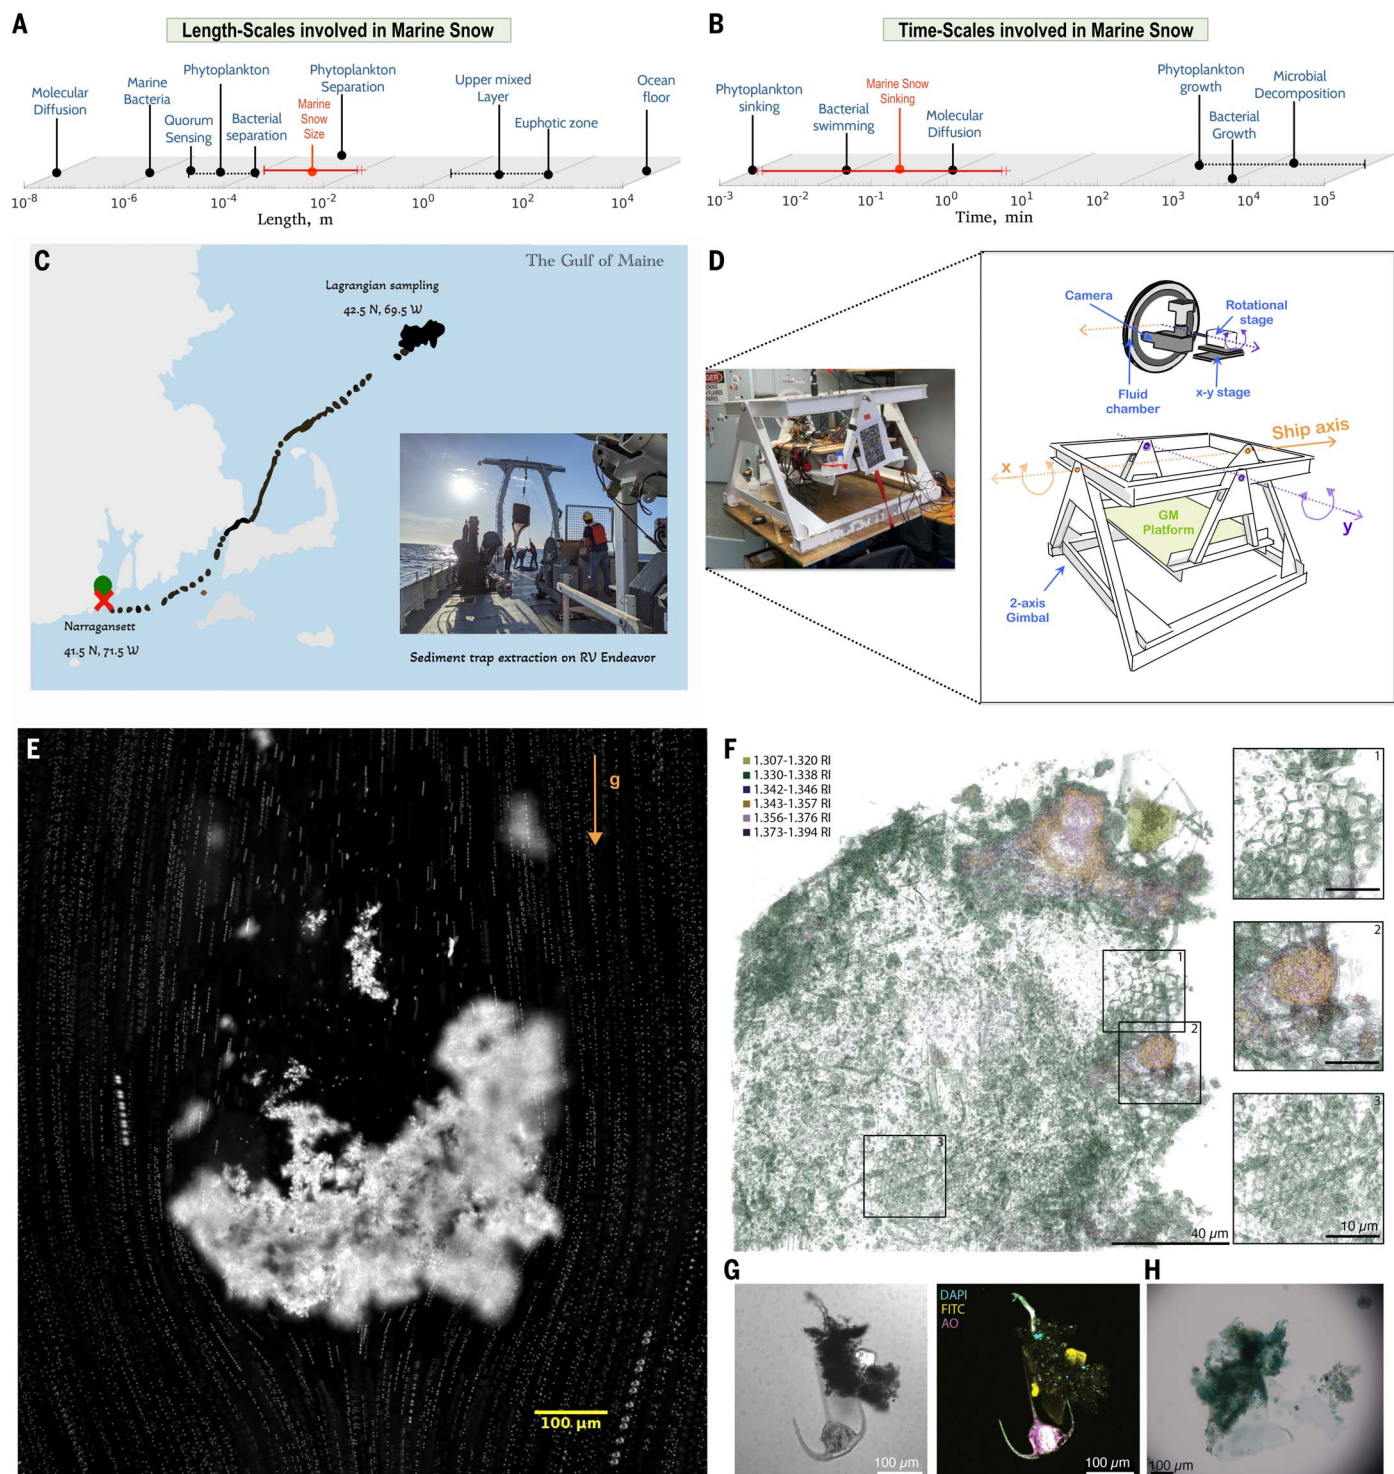 A
Length-Scales involved in Marine Snow
Molecular
Diffusion
Marine
Bacteria
Quorum
Sensing
Phytoplankton
Bacterial
separation
Marine
Snow
Size
Phytoplankton
Separation
Upper mixed
Layer
Euphotic zone
Ocean
floor
10-8
10-6
10-4
10-2
100
102
104
Length, m
B
Time-Scales involved in Marine Snow
Phytoplankton
sinking
Bacterial
swimming
Marine Snow
Sinking
Molecular
Diffusion
Phytoplankton
growth
Bacterial
Growth
Microbial
Decomposition
10-3
10-2
10-1
100
101
102
103
104
105
Time, min
C
The Gulf of Maine
Lagrangian sampling
42.5 N, 69.5 W
Narragansett
41.5 N, 71.5 W
Sediment trap extraction on RV Endeavor
D
Camera
Rotational
stage
Fluid
chamber
x-y stage
Ship axis
x
GM
Platform
y
2-axis
Gimbal
E
g
100 µm
F
1.307-1.320 RI
1.330-1.338 RI
1.342-1.346 RI
1.343-1.357 RI
1.356-1.376 RI
1.373-1.394 RI
1
2
3
40 µm
1
2
3
10 µm
G
100 µm
DAPI
FITC
AO
100 µm
H
100 µm